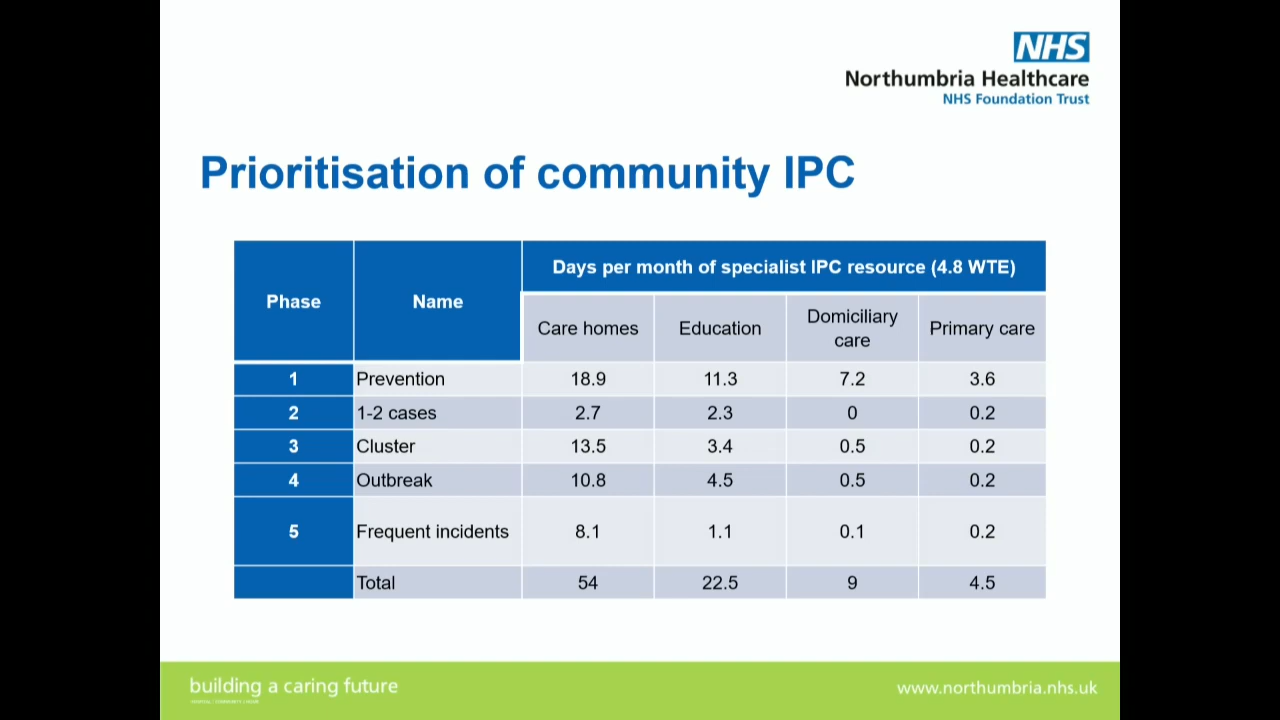 NHS
Northumbria Healthcare
NHS Foundation Trust
Prioritisation of community IPC
Phase Name Days per month of specialist IPC resource (4.8 WTE)
Care homes Education Domiciliary care Primary care
1 Prevention 18.9 11.3 7.2 3.6
2 1-2 cases 2.7 2.3 0 0.2
3 Cluster 13.5 3.4 0.5 0.2
4 Outbreak 10.8 4.5 0.5 0.2
5 Frequent incidents 8.1 1.1 0.1 0.2
Total 54 22.5 9 4.5
building a caring future
www.northumbria.nhs.uk